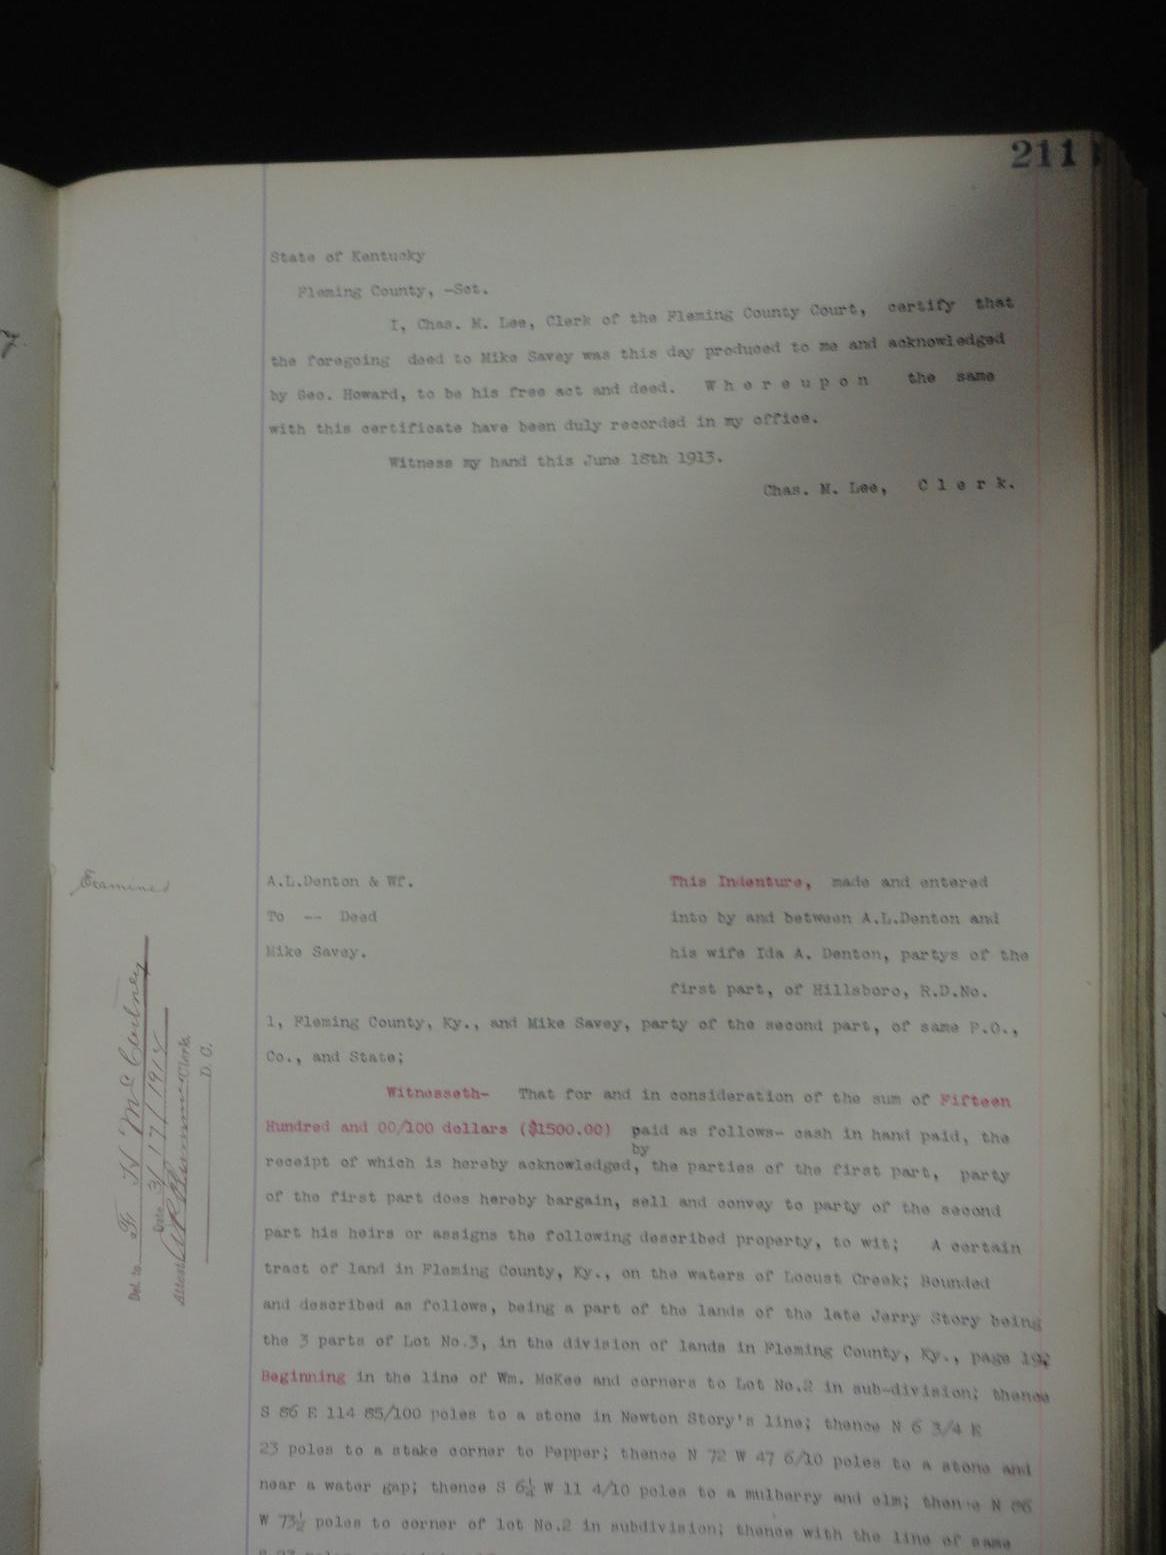 211
State of Kentucky
Fleming County, -Sct.
I, Chas. M. Lee, Clerk of the Fleming County Court, certify that
the foregoing deed to Mike Savey was this day produced to me and acknowledged
by Geo. Howard, to be his free act and deed. W h e r e u p o n the same
with this certificate have been duly recorded in my office.
Witness my hand this June 18th 1913.
Chas. M. Lee, C l e r k.
Examined
A.L.Denton & Wf.
To -- Deed
Mike Savey.
This Indenture, made and entered
into by and between A.L.Denton and
his wife Ida A. Denton, partys of the
first part, of Hillsboro, R.D.No.
1, Fleming County, Ky., and Mike Savey, party of the second part, of same P.O.,
Co., and State;
Witnesseth- That for and in consideration of the sum of Fifteen
Hundred and 00/100 dollars ($1500.00) paid as follows- cash in hand paid, the
by
receipt of which is hereby acknowledged, the parties of the first part, party
of the first part does hereby bargain, sell and convey to party of the second
part his heirs or assigns the following described property, to wit; A certain
tract of land in Fleming County, Ky., on the waters of Locust Creek; Bounded
and described as follows, being a part of the lands of the late Jerry Story being
the 3 parts of Lot No.3, in the division of lands in Fleming County, Ky., page
Beginning in the line of Wm. McKee and corners to Lot No.2 in sub-division; thence
S 86 E 114 85/100 poles to a stone in Newton Story's line; thence N 6 3/4 E
23 poles to a stake corner to Pepper; thence N 72 W 47 6/10 poles to a stone and
near a water gap; thence S 6¼ W 11 4/10 poles to a mulberry and elm; thence N 86
W 73½ poles to corner of lot No.2 in subdivision; thence with the line of same
Del. to
Date 3/17/191
Attest Clerk.
D. C.